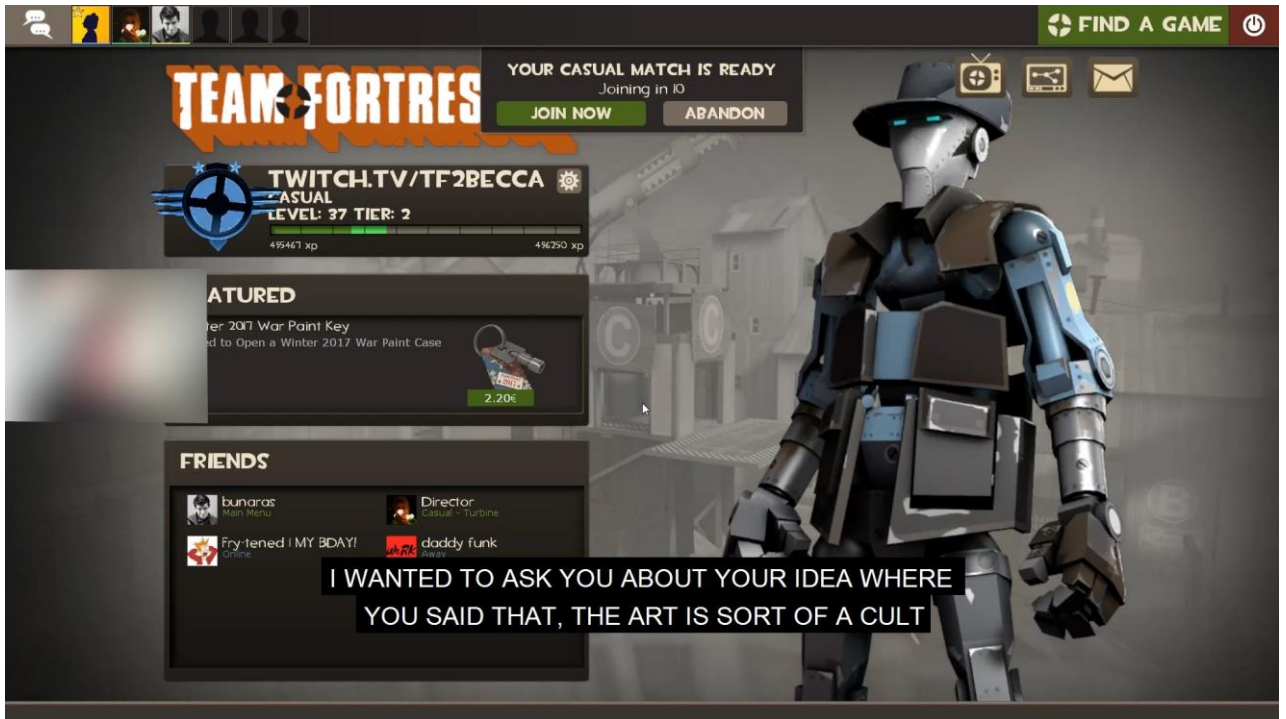 FIND A GAME
TEAM FORTRES
YOUR CASUAL MATCH IS READY
Joining in 10
JOIN NOW
ABANDON
TWITCH.TV/TF2BECCA
CASUAL
LEVEL: 37 TIER: 2
495467 xp
496250 xp
ATURED
ter 2017 War Paint Key
ed to Open a Winter 2017 War Paint Case
2.20€
FRIENDS
bunaras
Main Menu
Director
Casual - Turbine
Fry-tened | MY BDAY!
Online
daddy funk
Away
I WANTED TO ASK YOU ABOUT YOUR IDEA WHERE
YOU SAID THAT, THE ART IS SORT OF A CULT
C
C
B